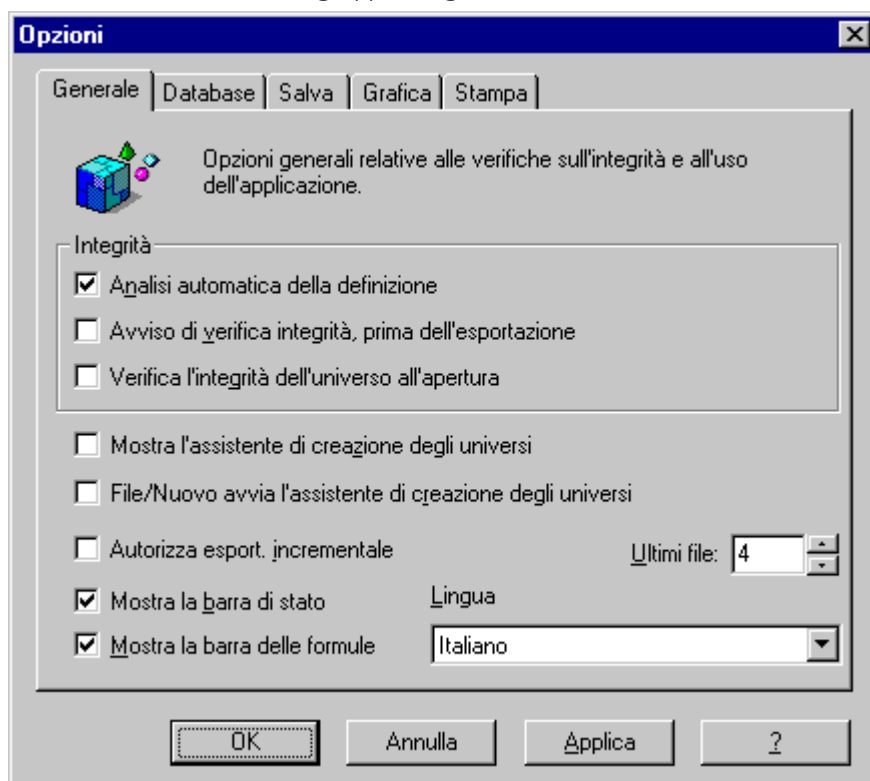 Opzioni
Generale Database Salva Grafica Stampa
Opzioni generali relative alle verifiche sull'integrità e all'uso
dell'applicazione.
Integrità
Analisi automatica della definizione
Avviso di verifica integrità, prima dell'esportazione
Verifica l'integrità dell'universo all'apertura
Mostra l'assistente di creazione degli universi
File/Nuovo avvia l'assistente di creazione degli universi
Autorizza esport. incrementale Ultimi file: 4
Mostra la barra di stato Lingua
Mostra la barra delle formule Italiano
OK Annulla Applica ?